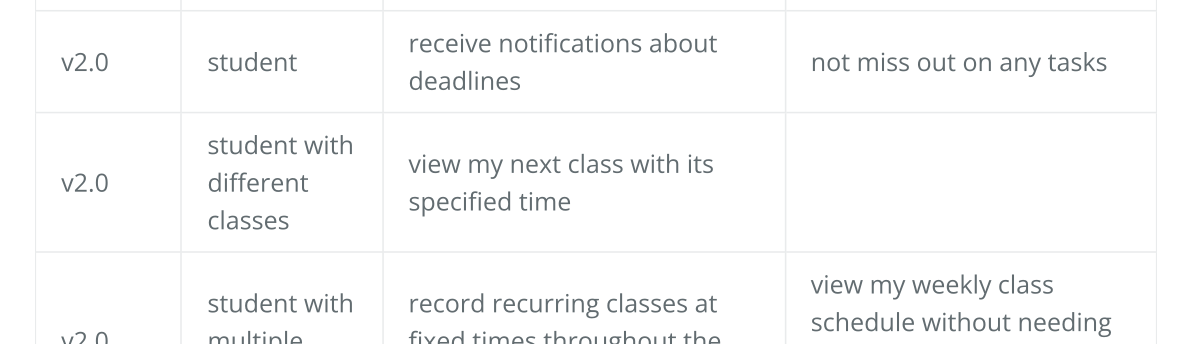 v2.0
student
receive notifications about
deadlines
not miss out on any tasks
v2.0
student with
different
classes
view my next class with its
specified time
v2.0
student with
multiple
record recurring classes at
fixed times throughout the
view my weekly class
schedule without needing